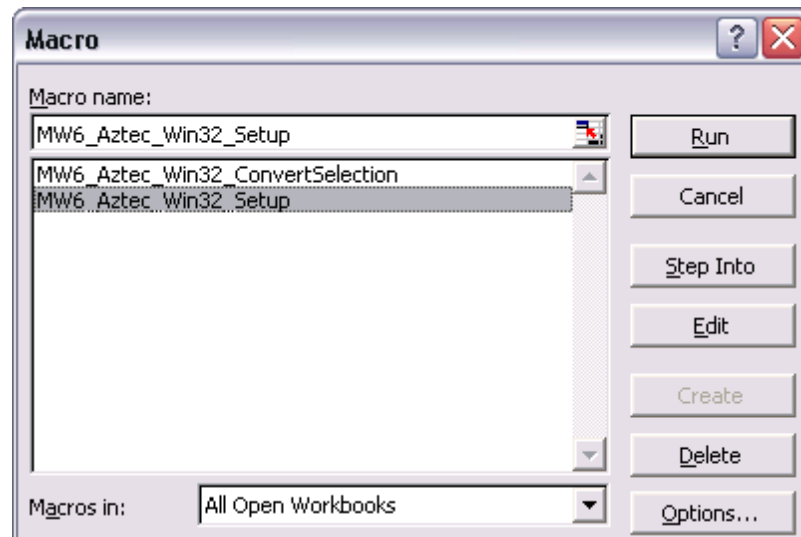 Macro
Macro name:
MW6_Aztec_Win32_Setup
MW6_Aztec_Win32_ConvertSelection
MW6_Aztec_Win32_Setup
Run
Cancel
Step Into
Edit
Create
Delete
Options...
Macros in:
All Open Workbooks